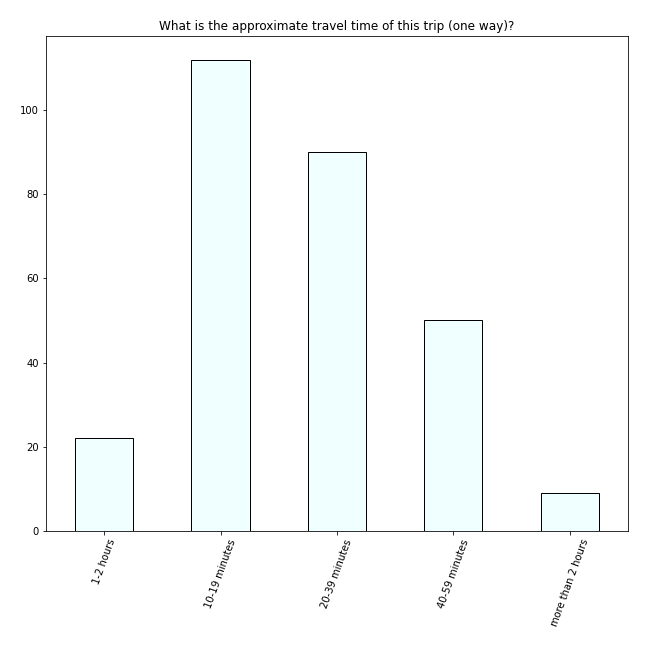 What is the approximate travel time of this trip (one way)?
100
80
60
40
20
0
1-2 hours
10-19 minutes
20-39 minutes
40-59 minutes
more than 2 hours